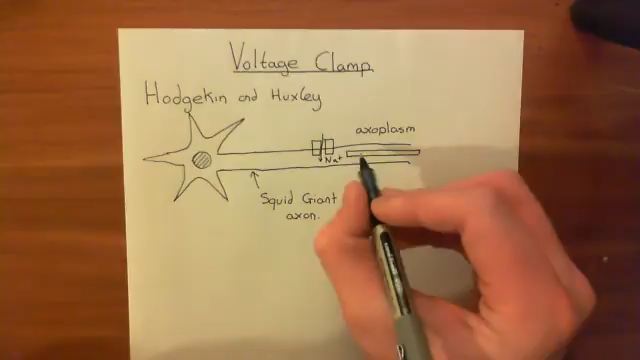 Voltage Clamp
Hodgekin and Huxley
axoplasm
Na+
Squid Giant
axon.